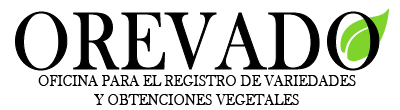 OREVADO
OFICINA PARA EL REGISTRO DE VARIEDADES
Y OBTENCIONES VEGETALES